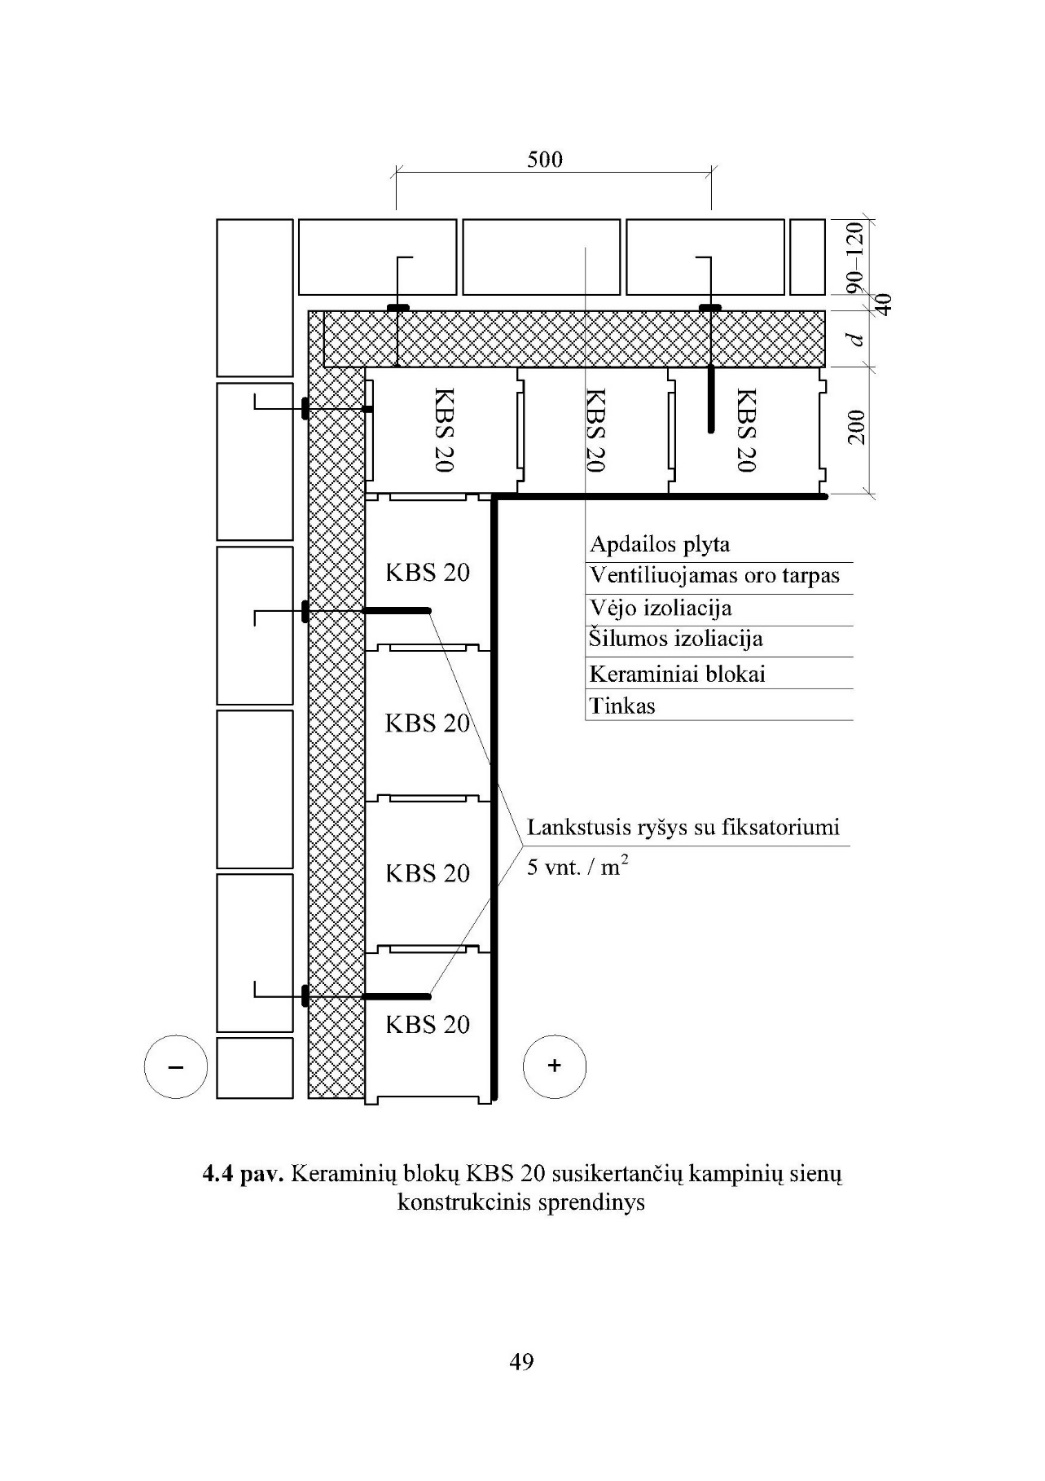 500
90–120
40
d
200
KBS 20
KBS 20
KBS 20
KBS 20
KBS 20
KBS 20
KBS 20
Apdailos plyta
Ventiliuojamas oro tarpas
Vėjo izoliacija
Šilumos izoliacija
Keraminiai blokai
Tinkas
Lankstusis ryšys su fiksatoriumi
5 vnt. / m²
–
+
4.4 pav. Keraminių blokų KBS 20 susikertančių kampinių sienų
konstrukcinis sprendinys
49